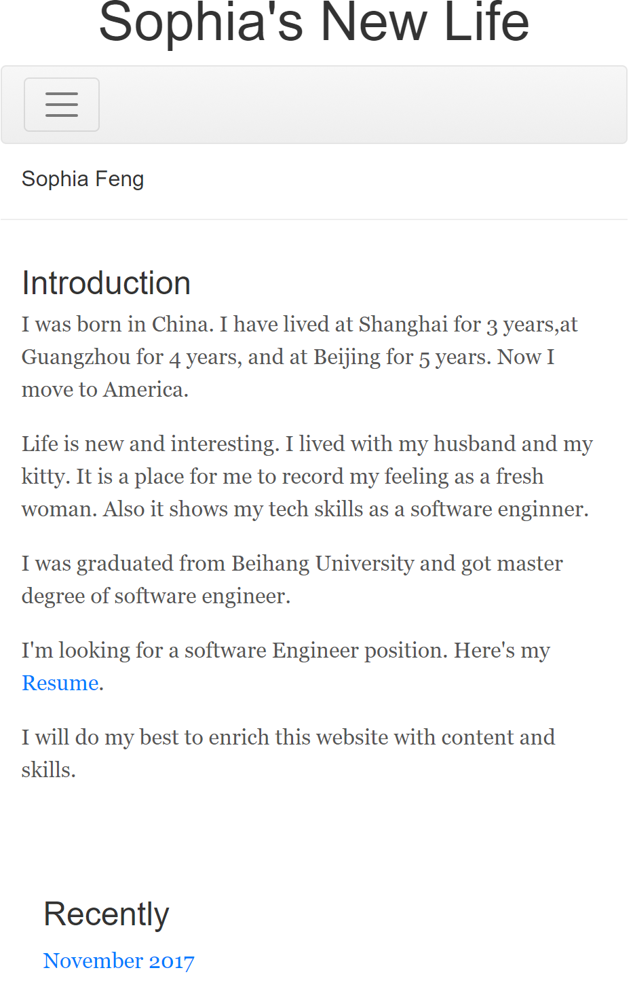 Sophia's New Life
Sophia Feng
Introduction
I was born in China. I have lived at Shanghai for 3 years,at
Guangzhou for 4 years, and at Beijing for 5 years. Now I
move to America.
Life is new and interesting. I lived with my husband and my
kitty. It is a place for me to record my feeling as a fresh
woman. Also it shows my tech skills as a software enginner.
I was graduated from Beihang University and got master
degree of software engineer.
I'm looking for a software Engineer position. Here's my
Resume.
I will do my best to enrich this website with content and
skills.
Recently
November 2017